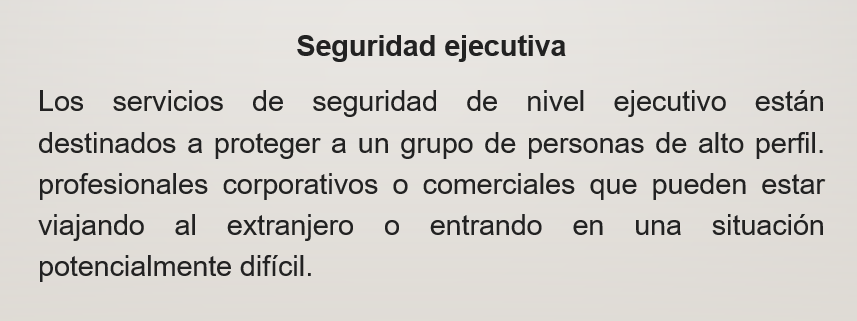 Seguridad ejecutiva
Los servicios de seguridad de nivel ejecutivo están
destinados a proteger a un grupo de personas de alto perfil.
profesionales corporativos o comerciales que pueden estar
viajando al extranjero o entrando en una situación
potencialmente difícil.